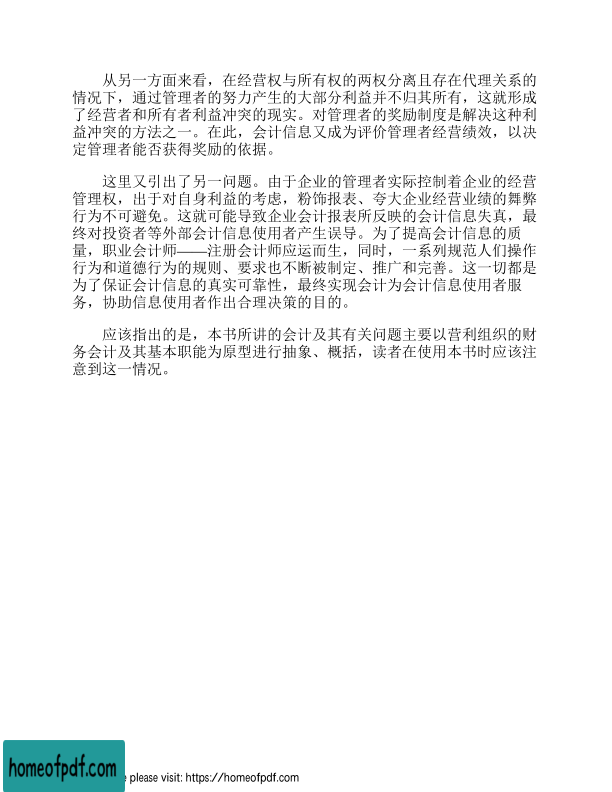 从另一方面来看，在经营权与所有权的两权分离且存在代理关系的
情况下，通过管理者的努力产生的大部分利益并不归其所有，这就形成
了经营者和所有者利益冲突的现实。对管理者的奖励制度是解决这种利
益冲突的方法之一。在此，会计信息又成为评价管理者经营绩效，以决
定管理者能否获得奖励的依据。
这里又引出了另一问题。由于企业的管理者实际控制着企业的经营
管理权，出于对自身利益的考虑，粉饰报表、夸大企业经营业绩的舞弊
行为不可避免。这就可能导致企业会计报表所反映的会计信息失真，最
终对投资者等外部会计信息使用者产生误导。为了提高会计信息的质
量，职业会计师——注册会计师应运而生，同时，一系列规范人们操作
行为和道德行为的规则、要求也不断被制定、推广和完善。这一切都是
为了保证会计信息的真实可靠性，最终实现会计为会计信息使用者服
务，协助信息使用者作出合理决策的目的。
应该指出的是，本书所讲的会计及其有关问题主要以营利组织的财
务会计及其基本职能为原型进行抽象、概括，读者在使用本书时应该注
意到这一情况。
homeofpdf.com
please visit: https://homeofpdf.com